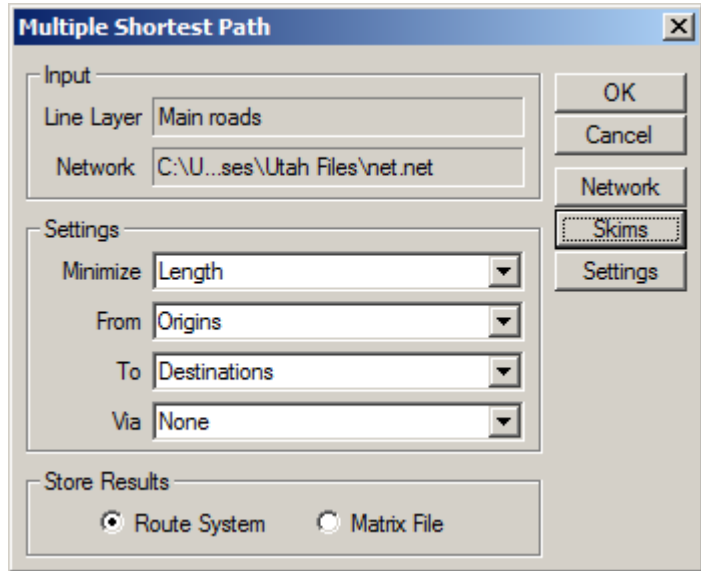 Multiple Shortest Path
Input
Line Layer Main roads
Network C:\U...ses\Utah Files\net.net
Settings
Minimize Length
From Origins
To Destinations
Via None
Store Results
Route System Matrix File
OK
Cancel
Network
Skims
Settings